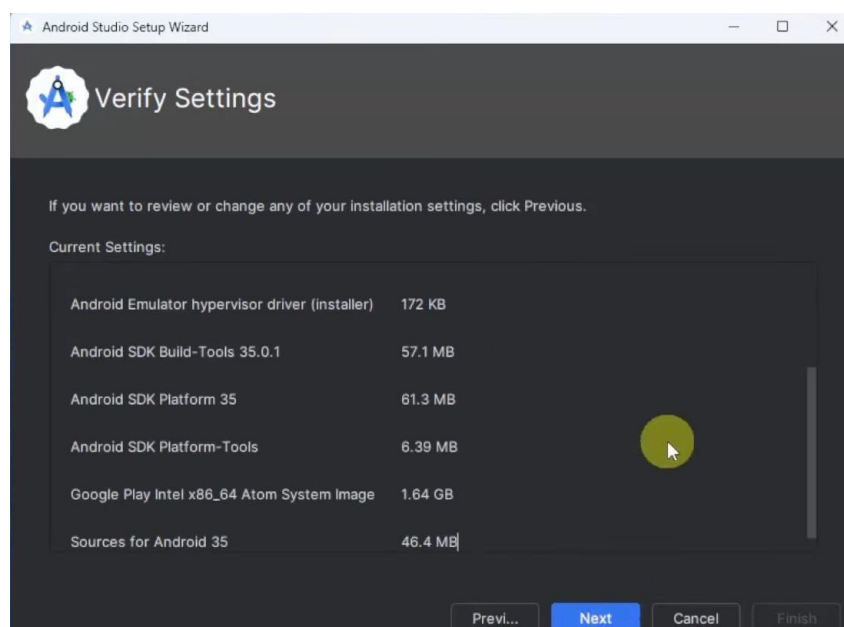 Android Studio Setup Wizard
Verify Settings
If you want to review or change any of your installation settings, click Previous.
Current Settings:
Android Emulator hypervisor driver (installer) 172 KB
Android SDK Build-Tools 35.0.1 57.1 MB
Android SDK Platform 35 61.3 MB
Android SDK Platform-Tools 6.39 MB
Google Play Intel x86_64 Atom System Image 1.64 GB
Sources for Android 35 46.4 MB
Previ... Next Cancel Finish